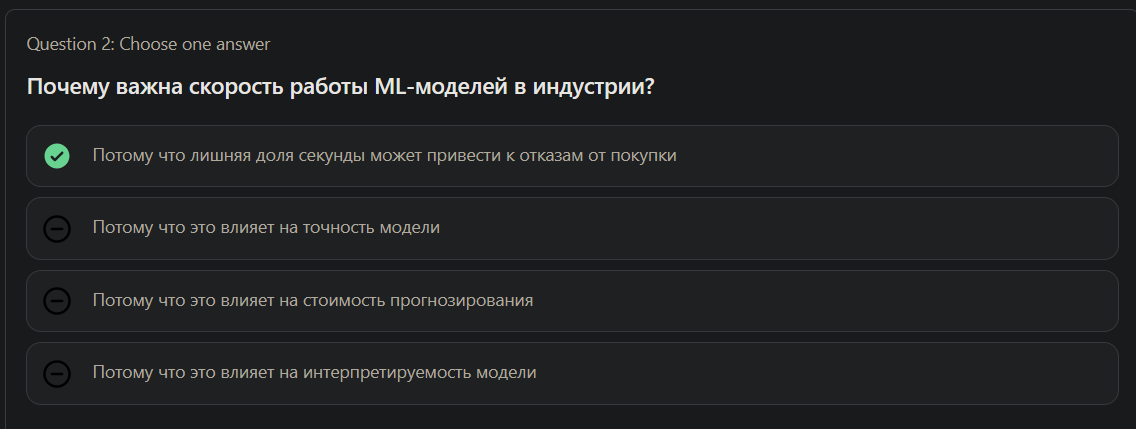 Question 2: Choose one answer
Почему важна скорость работы ML-моделей в индустрии?
Потому что лишняя доля секунды может привести к отказам от покупки
Потому что это влияет на точность модели
Потому что это влияет на стоимость прогнозирования
Потому что это влияет на интерпретируемость модели